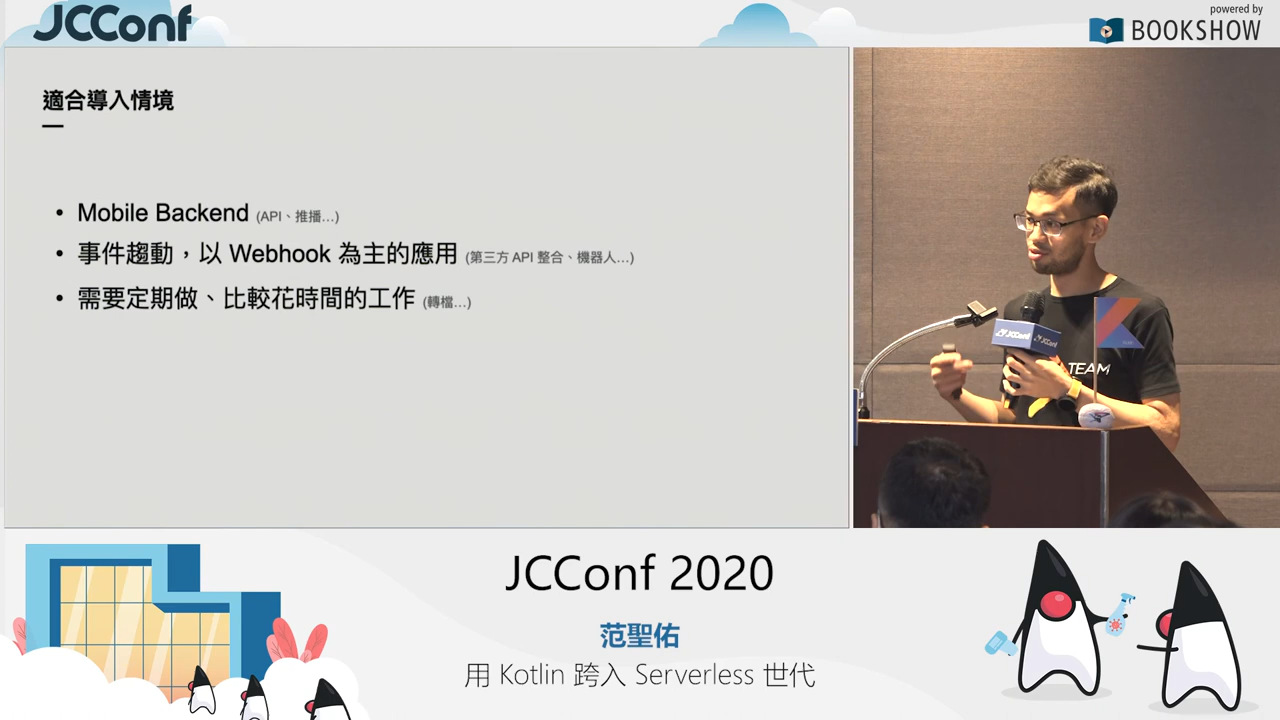 JCConf
powered by
BOOKSHOW
適合導入情境
• Mobile Backend (API、推播...)
• 事件趨動，以 Webhook 為主的應用 (第三方 API 整合、機器人...)
• 需要定期做、比較花時間的工作 (轉檔...)
JCConf
JCConf
TEAM
JCConf 2020
范聖佑
用 Kotlin 跨入 Serverless 世代